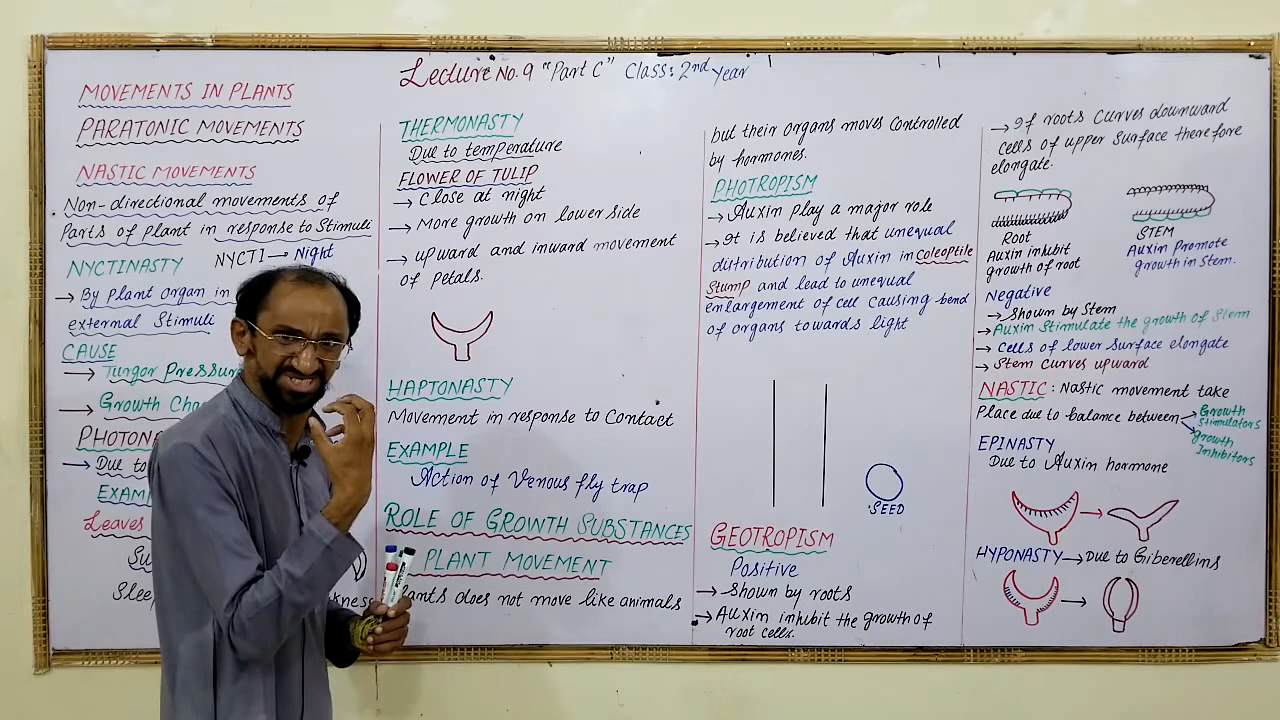 Lecture No. 9 "Part C" Class: 2nd year
MOVEMENTS IN PLANTS
PARATONIC MOVEMENTS
NASTIC MOVEMENTS
Non-directional movements of
Parts of plant in response to Stimuli
NYCTINASTY NYCTI → Night
→ By plant organ in
external Stimuli
CAUSE
→ Turgor Pressur
→ Growth Cha
PHOTON
→ Due to
EXAM
Leaves
Su
Slee kness
THERMONASTY
Due to temperature
FLOWER OF TULIP
→ Close at night
→ More growth on lower side
→ upward and inward movement
of petals.
HAPTONASTY
Movement in response to Contact
EXAMPLE
Action of Venous fly trap
ROLE OF GROWTH SUBSTANCES
PLANT MOVEMENT
lants does not move like animals
but their organs moves controlled
by hormones.
PHOTROPISM
→ Auxin play a major role
→ It is believed that unequal
distribution of Auxin in Coleoptile
Stump and lead to unequal
enlargement of cell causing bend
of organs towards light
SEED
GEOTROPISM
Positive
→ Shown by roots
→ Auxin inhibit the growth of
root cells.
→ If roots curves downward
cells of upper surface therefore
elongate.
ROOT
Auxin inhibit
growth of root
STEM
Auxin Promote
growth in Stem.
Negative
→ Shown by Stem
→ Auxin Stimulate the growth of Stem
→ Cells of lower surface elongate
→ Stem curves upward
NASTIC: Nastic movement take
Place due to balance between → Growth
Stimulators
→ growth
Inhibitors
EPINASTY
Due to Auxin hormone
HYPONASTY → Due to Giberellins